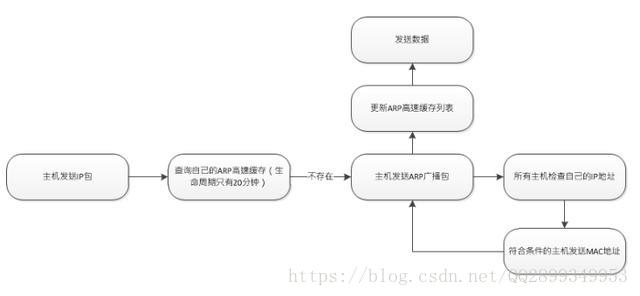 发送数据
更新ARP高速缓存列表
主机发送IP包
查询自己的ARP高速缓存（生
命周期只有20分钟）
不存在
主机发送ARP广播包
所有主机检查自己的IP地址
符合条件的主机发送MAC地址
https://blog.csdn.net/QQ2899349953